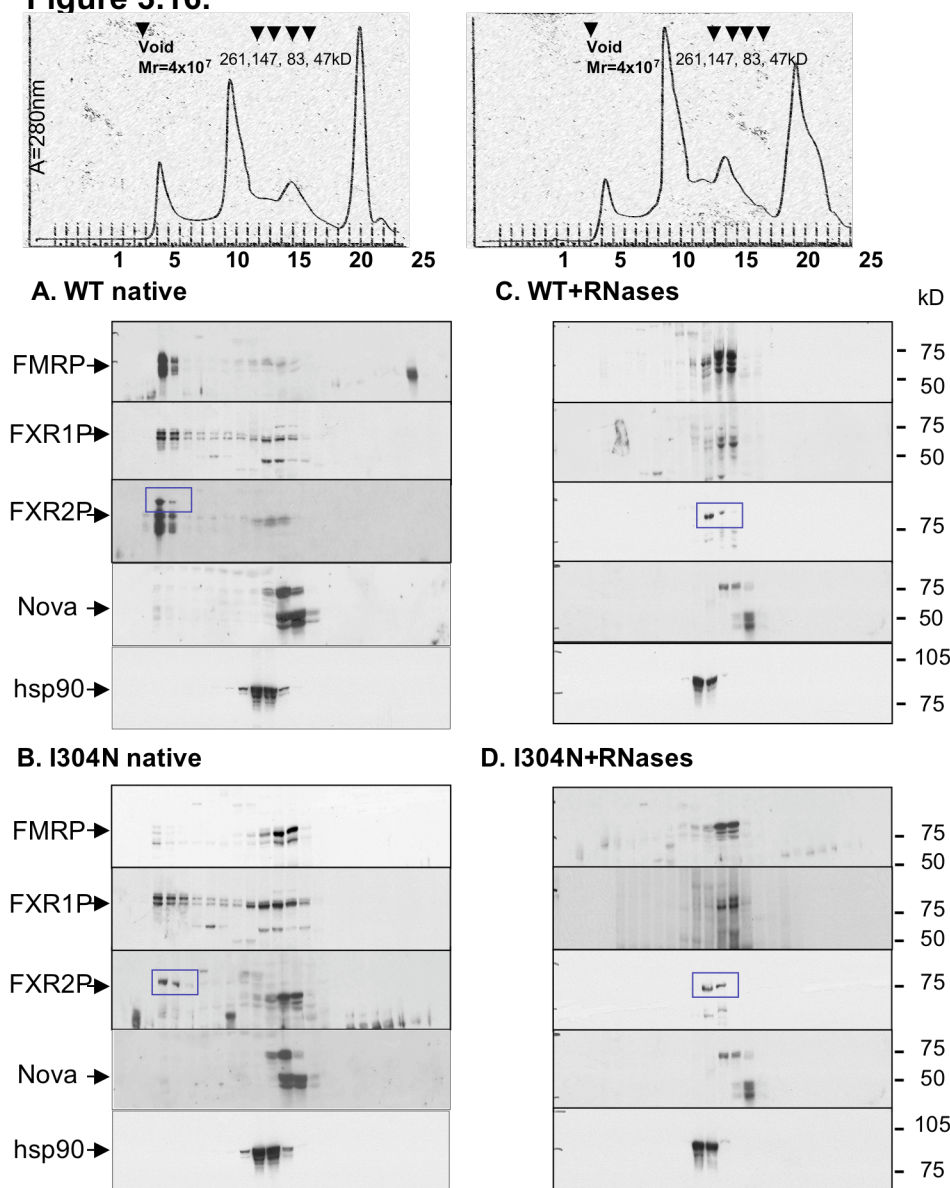 Figure 3.16.
Void
Mr=4x10⁷
261,147, 83, 47kD
A=280nm
1 5 10 15 20 25
Void
Mr=4x10⁷
261,147, 83, 47kD
1 5 10 15 20 25
A. WT native
C. WT+RNases
kD
FMRP
75
50
FXR1P
75
50
FXR2P
75
Nova
75
50
hsp90
105
75
B. I304N native
D. I304N+RNases
FMRP
75
50
FXR1P
75
50
FXR2P
75
Nova
75
50
hsp90
105
75